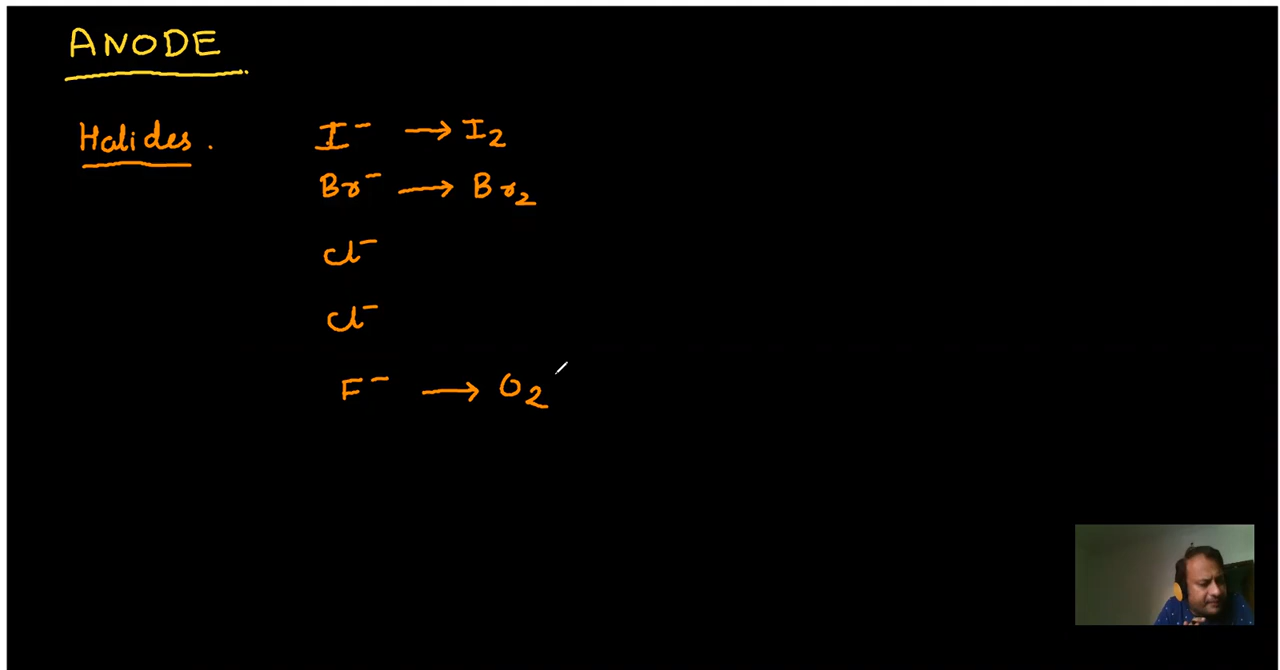 ANODE
Halides. I⁻ → I₂
Br⁻ → Br₂
Cl⁻
Cl⁻
F⁻ → O₂